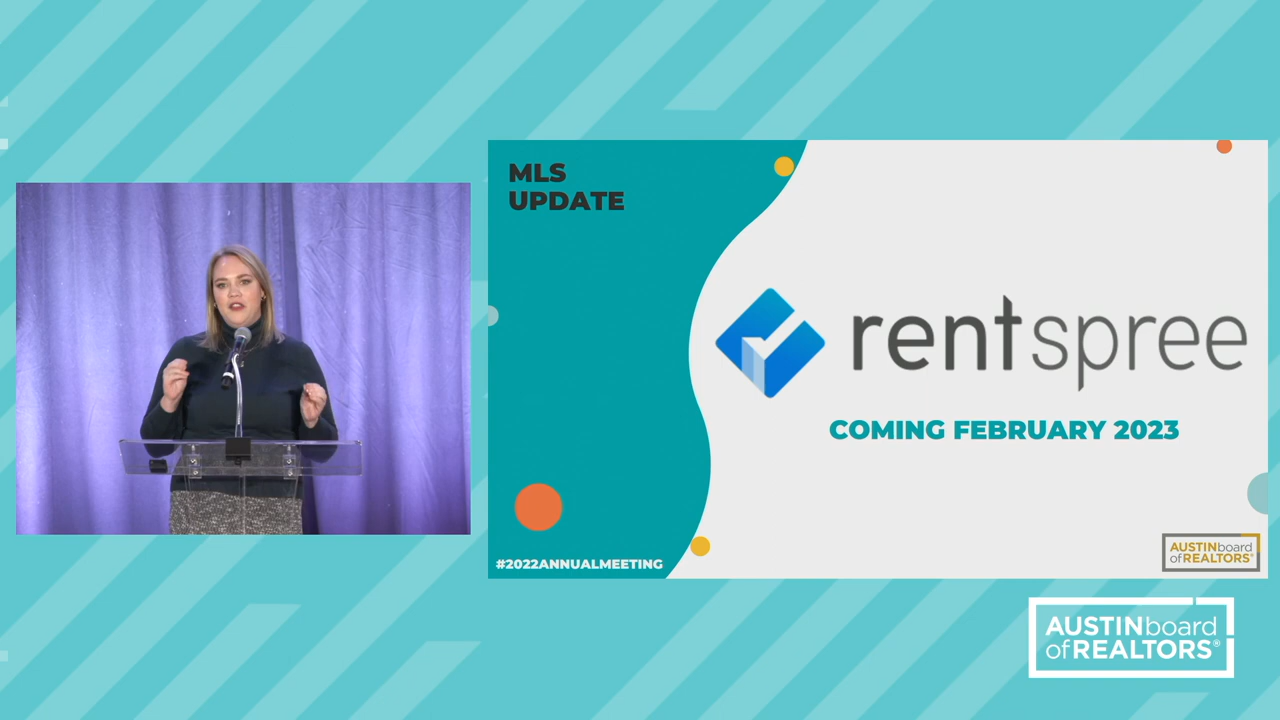 MLS
UPDATE
rentspree
COMING FEBRUARY 2023
#2022ANNUALMEETING
AUSTINboard
ofREALTORS®
AUSTINboard
ofREALTORS®